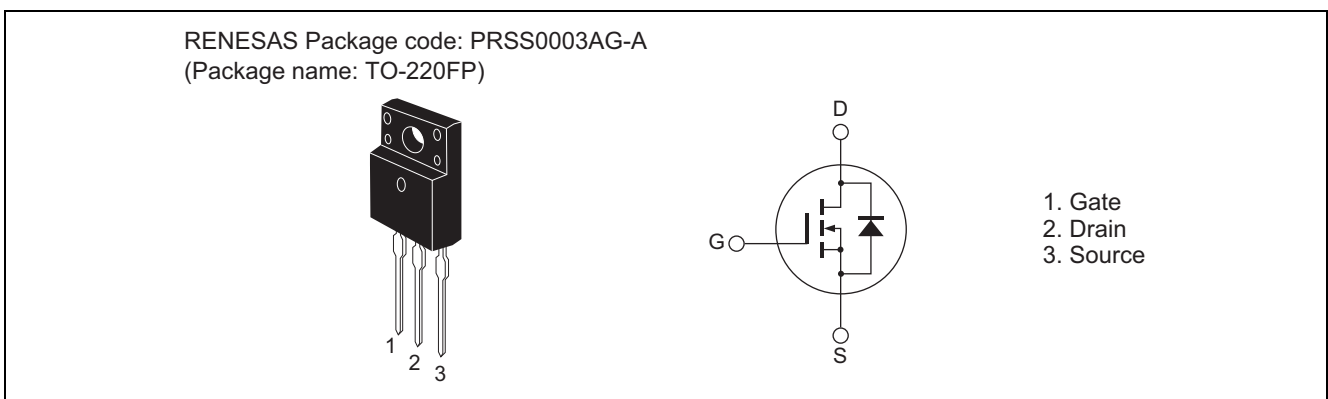 RENESAS Package code: PRSS0003AG-A
(Package name: TO-220FP)
1
2
3
D
G
S
1. Gate
2. Drain
3. Source